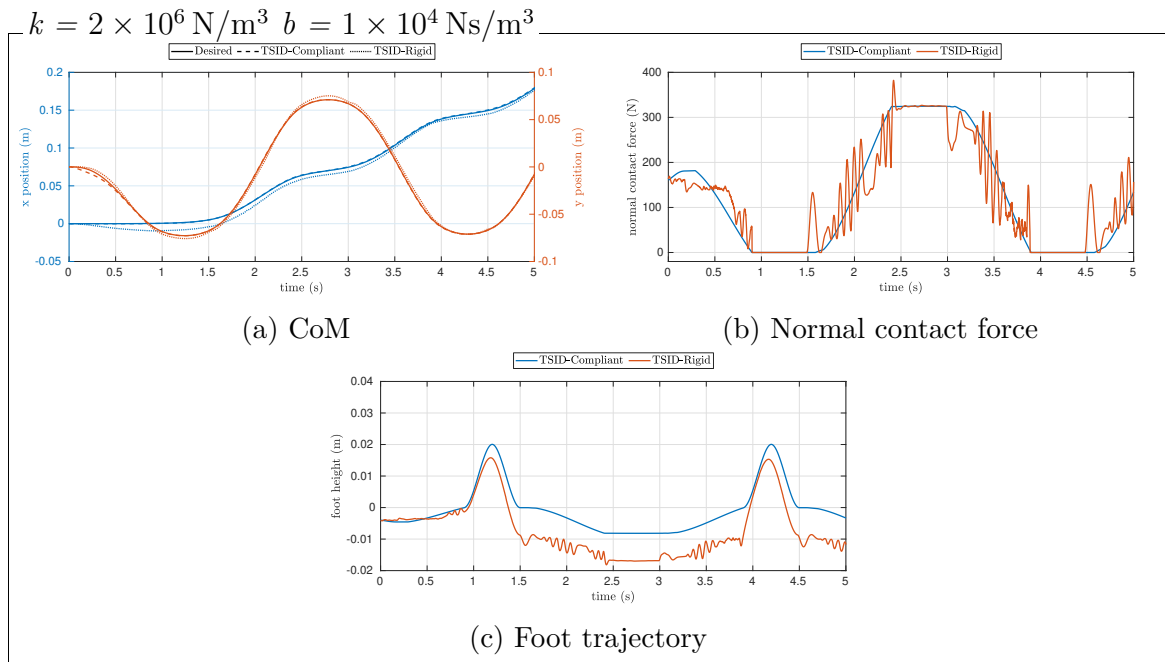 k = 2 × 10⁶ N/m³ b = 1 × 10⁴ Ns/m³
Desired TSID-Compliant TSID-Rigid
0.2 0.15 0.1 0.05 0 -0.05
x position (m)
0.1 0.05 0 -0.05 -0.1
y position (m)
0 0.5 1 1.5 2 2.5 3 3.5 4 4.5 5
time (s)
(a) CoM
TSID-Compliant TSID-Rigid
400 300 200 100 0
normal contact force (N)
0 0.5 1 1.5 2 2.5 3 3.5 4 4.5 5
time (s)
(b) Normal contact force
TSID-Compliant TSID-Rigid
0.04 0.03 0.02 0.01 0 -0.01 -0.02
foot height (m)
0 0.5 1 1.5 2 2.5 3 3.5 4 4.5 5
time (s)
(c) Foot trajectory